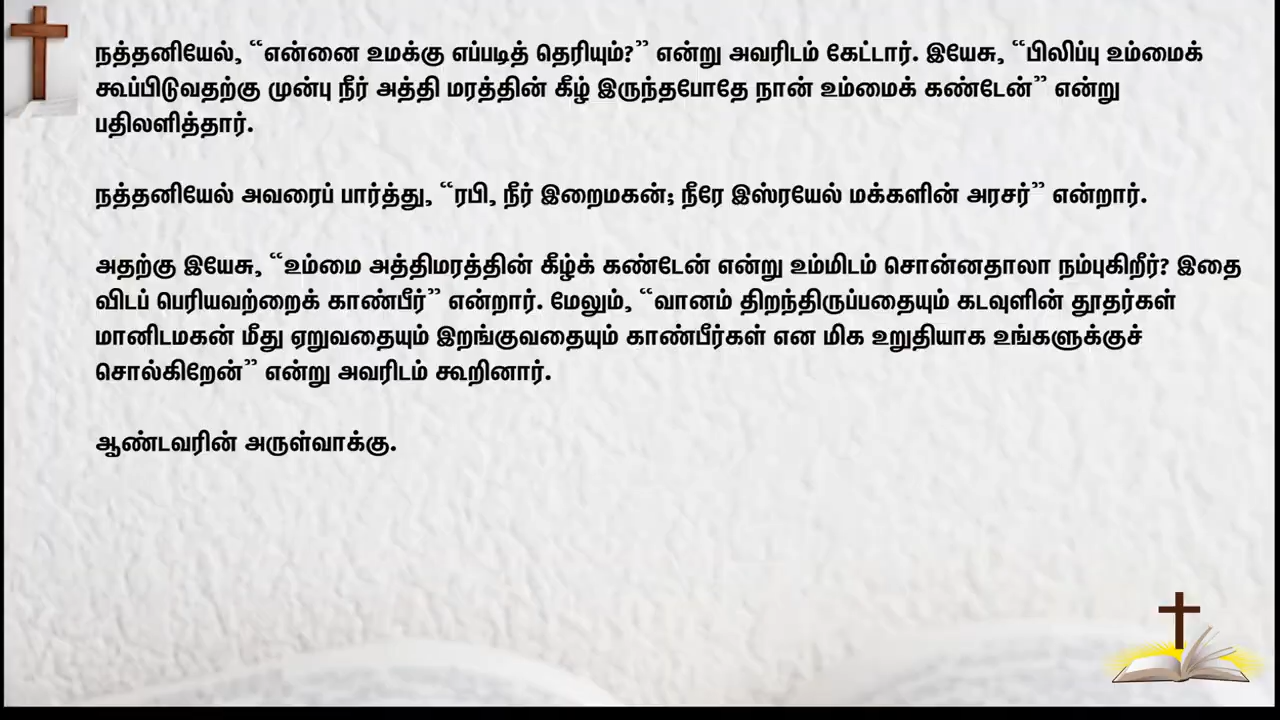 நத்தனியேல், “என்னை உமக்கு எப்படித் தெரியும்?” என்று அவரிடம் கேட்டார். இயேசு, “பிலிப்பு உம்மைக்
கூப்பிடுவதற்கு முன்பு நீர் அத்தி மரத்தின் கீழ் இருந்தபோதே நான் உம்மைக் கண்டேன்” என்று
பதிலளித்தார்.
நத்தனியேல் அவரைப் பார்த்து, “ரபி, நீர் இறைமகன்; நீரே இஸ்ரயேல் மக்களின் அரசர்” என்றார்.
அதற்கு இயேசு, “உம்மை அத்திமரத்தின் கீழ்க் கண்டேன் என்று உம்மிடம் சொன்னதாலா நம்புகிறீர்? இதை
விடப் பெரியவற்றைக் காண்பீர்” என்றார். மேலும், “வானம் திறந்திருப்பதையும் கடவுளின் தூதர்கள்
மானிடமகன் மீது ஏறுவதையும் இறங்குவதையும் காண்பீர்கள் என மிக உறுதியாக உங்களுக்குச்
சொல்கிறேன்” என்று அவரிடம் கூறினார்.
ஆண்டவரின் அருள்வாக்கு.